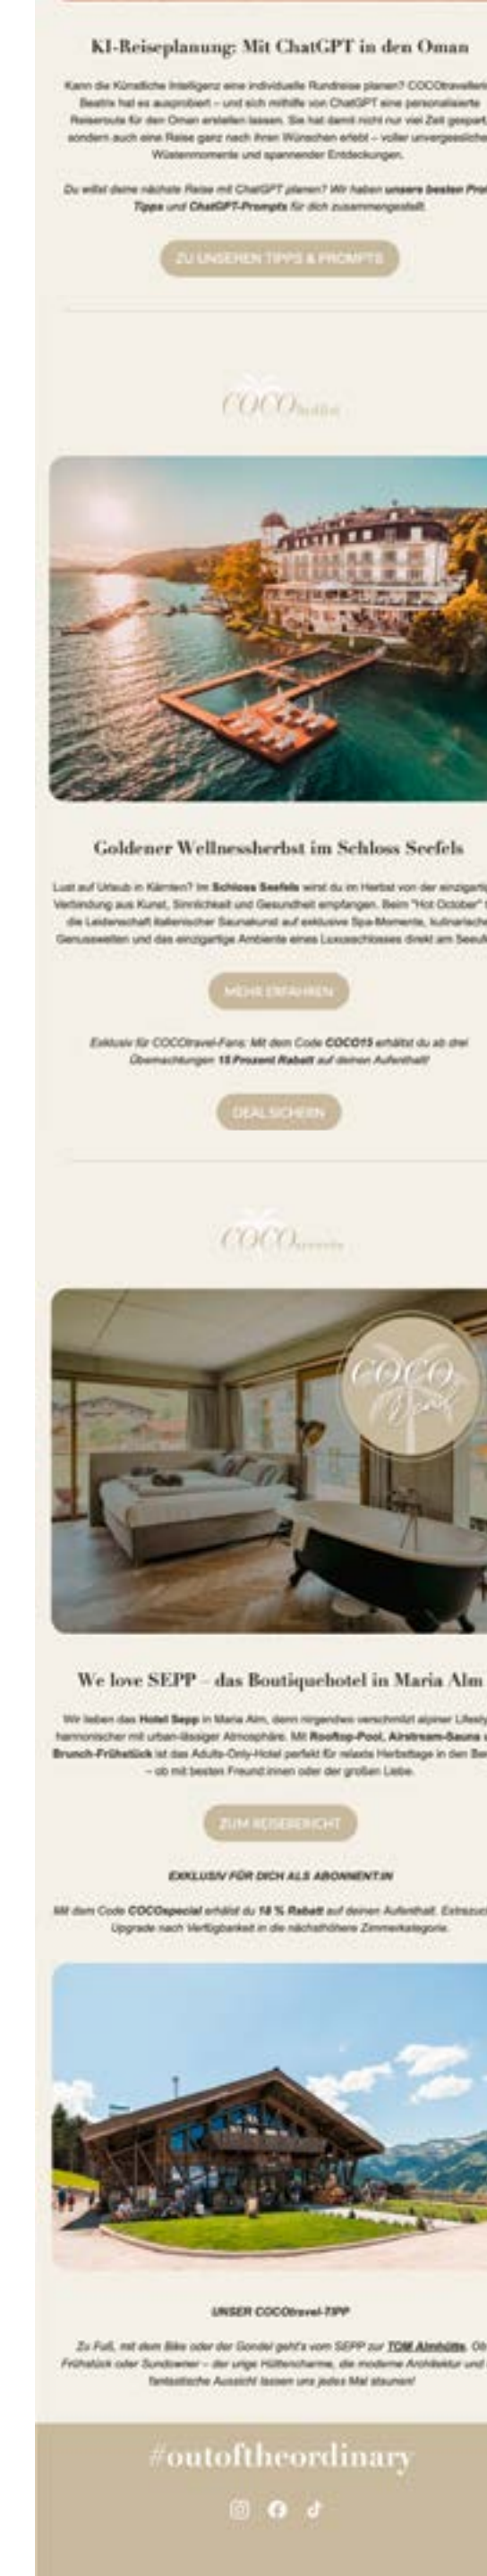 KI-Reiseplanung: Mit ChatGPT in den Oman
Kann die Künstliche Intelligenz eine individuelle Rundreise planen? COCOtravellerin
Beatrix hat es ausprobiert – und sich mithilfe von ChatGPT eine personalisierte
Reiseroute für den Oman erstellen lassen. Sie hat damit nicht nur viel Zeit gespart,
sondern auch eine Reise ganz nach ihren Wünschen erlebt – voller unvergesslicher
Wüstenmomente und spannender Entdeckungen.
Du willst deine nächste Reise mit ChatGPT planen? Wir haben unsere besten Prof
Tipps und ChatGPT-Prompts für dich zusammengestellt.
ZU UNSEREN TIPPS & PROMPTS
COCO
Goldener Wellnessherbst im Schloss Seefels
Lust auf Urlaub in Kärnten? Im Schloss Seefels wirst du im Herbst von der einzigartig
Verbindung aus Kunst, Sinnlichkeit und Gesundheit empfangen. Beim "Hot October"
die Leidenschaft italienischer Saunakunst auf exklusive Spa-Momente, kulinarische
Genusswelten und das einzigartige Ambiente eines Luxusschlosses direkt am Seeufer
MEHR ERFAHREN
Exklusiv für COCOtravel-Fans: Mit dem Code COCO15 erhältst du ab drei
Übernachtungen 15 Prozent Rabatt auf deinen Aufenthalt!
DEAL SICHERN
COCO
COCO
We love SEPP – das Boutiquehotel in Maria Alm
Wir lieben das Hotel Sepp in Maria Alm, denn nirgendwo verschmilzt alpiner Lifesty
harmonischer mit urban-lässiger Atmosphäre. Mit Rooftop-Pool, Airstream-Sauna u
Brunch-Frühstück ist das Adults-Only-Hotel perfekt für relaxte Herbsttage in den Ber
– ob mit besten Freund:innen oder der großen Liebe.
ZUM REISEBERICHT
EXKLUSIV FÜR DICH ALS ABONNENT:IN
Mit dem Code COCOspecial erhältst du 18 % Rabatt auf deinen Aufenthalt. Extrazuck
Upgrade nach Verfügbarkeit in die nächsthöhere Zimmerkategorie.
UNSER COCOtravel-TIPP
Zu Fuß, mit dem Bike oder der Gondel geht's vom SEPP zur TOM Almhütte. Ob
Frühstück oder Sundowner – der urige Hüttencharme, die moderne Architektur und
fantastische Aussicht lassen uns jedes Mal staunen!
#outoftheordinary